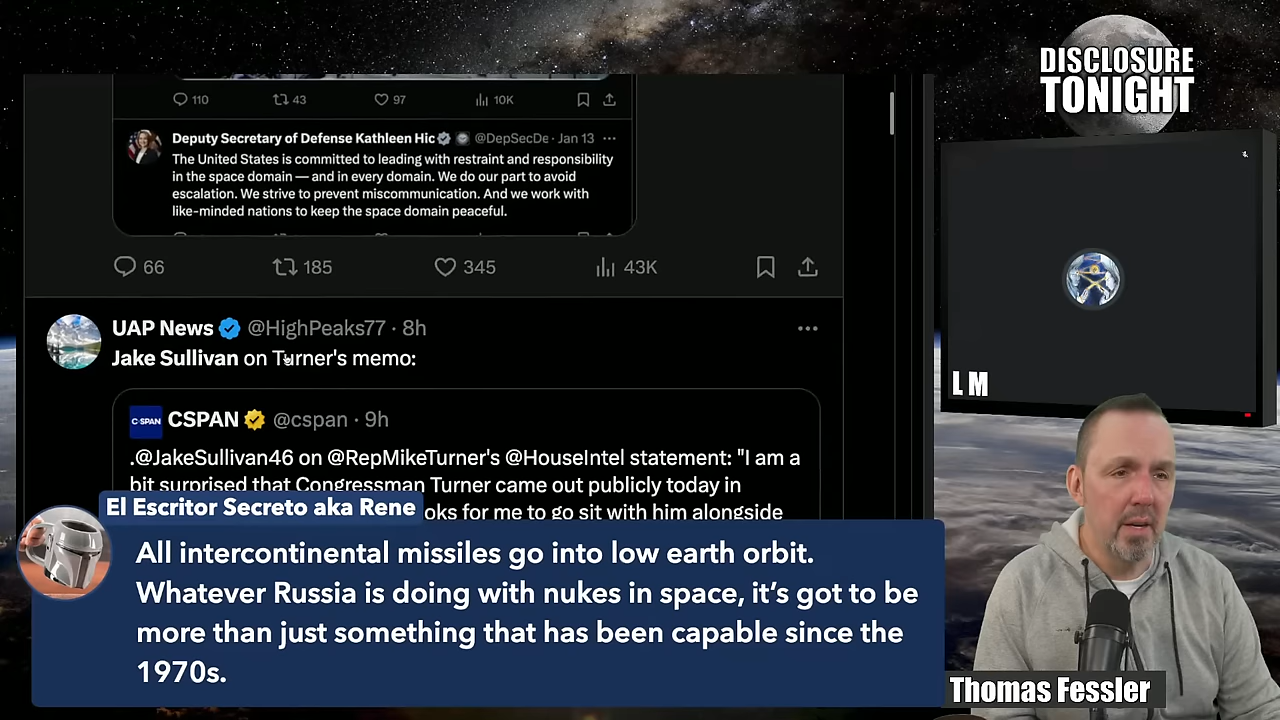 DISCLOSURE
TONIGHT
110 43 97 10K
Deputy Secretary of Defense Kathleen Hic @DepSecDe · Jan 13 ···
The United States is committed to leading with restraint and responsibility
in the space domain — and in every domain. We do our part to avoid
escalation. We strive to prevent miscommunication. And we work with
like-minded nations to keep the space domain peaceful.
66 185 345 43K
UAP News @HighPeaks77 · 8h ···
Jake Sullivan on Turner's memo:
C-SPAN CSPAN @cspan · 9h
.@JakeSullivan46 on @RepMikeTurner's @HouseIntel statement: "I am a
bit surprised that Congressman Turner came out publicly today in
oks for me to go sit with him alongside
El Escritor Secreto aka Rene
All intercontinental missiles go into low earth orbit.
Whatever Russia is doing with nukes in space, it's got to be
more than just something that has been capable since the
1970s.
L M
Thomas Fessler